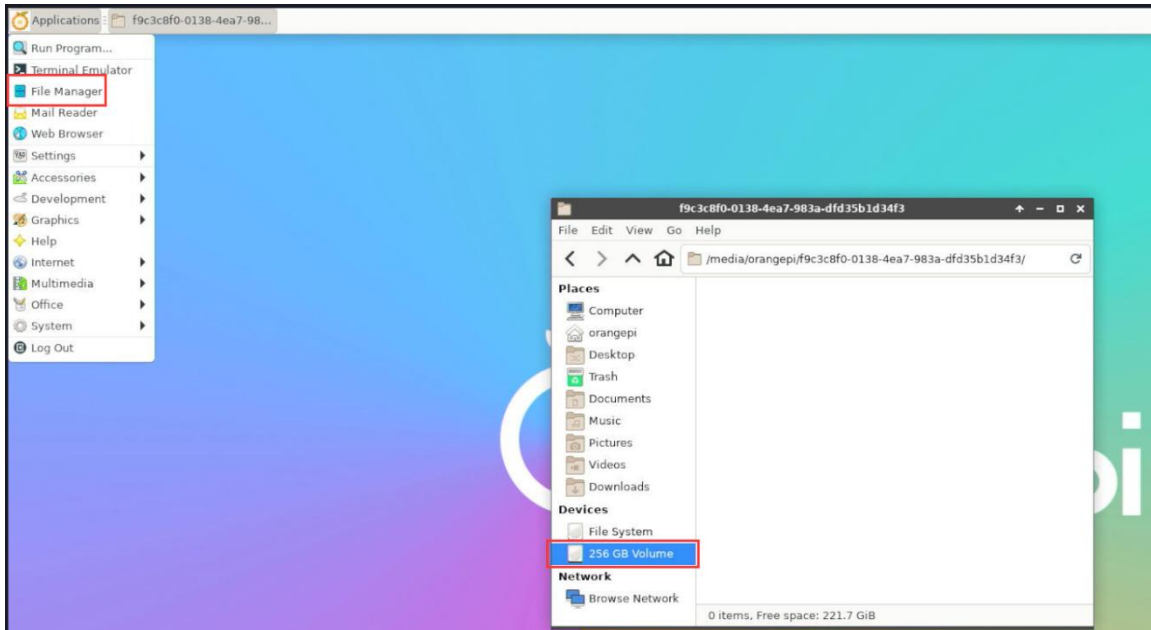 Applications f9c3c8f0-0138-4ea7-98...
Run Program...
Terminal Emulator
File Manager
Mail Reader
Web Browser
Settings
Accessories
Development
Graphics
Help
Internet
Multimedia
Office
System
Log Out
f9c3c8f0-0138-4ea7-983a-dfd35b1d34f3
File Edit View Go Help
/media/orangepi/f9c3c8f0-0138-4ea7-983a-dfd35b1d34f3/
Places
Computer
orangepi
Desktop
Trash
Documents
Music
Pictures
Videos
Downloads
Devices
File System
256 GB Volume
Network
Browse Network
0 items, Free space: 221.7 GiB
pi